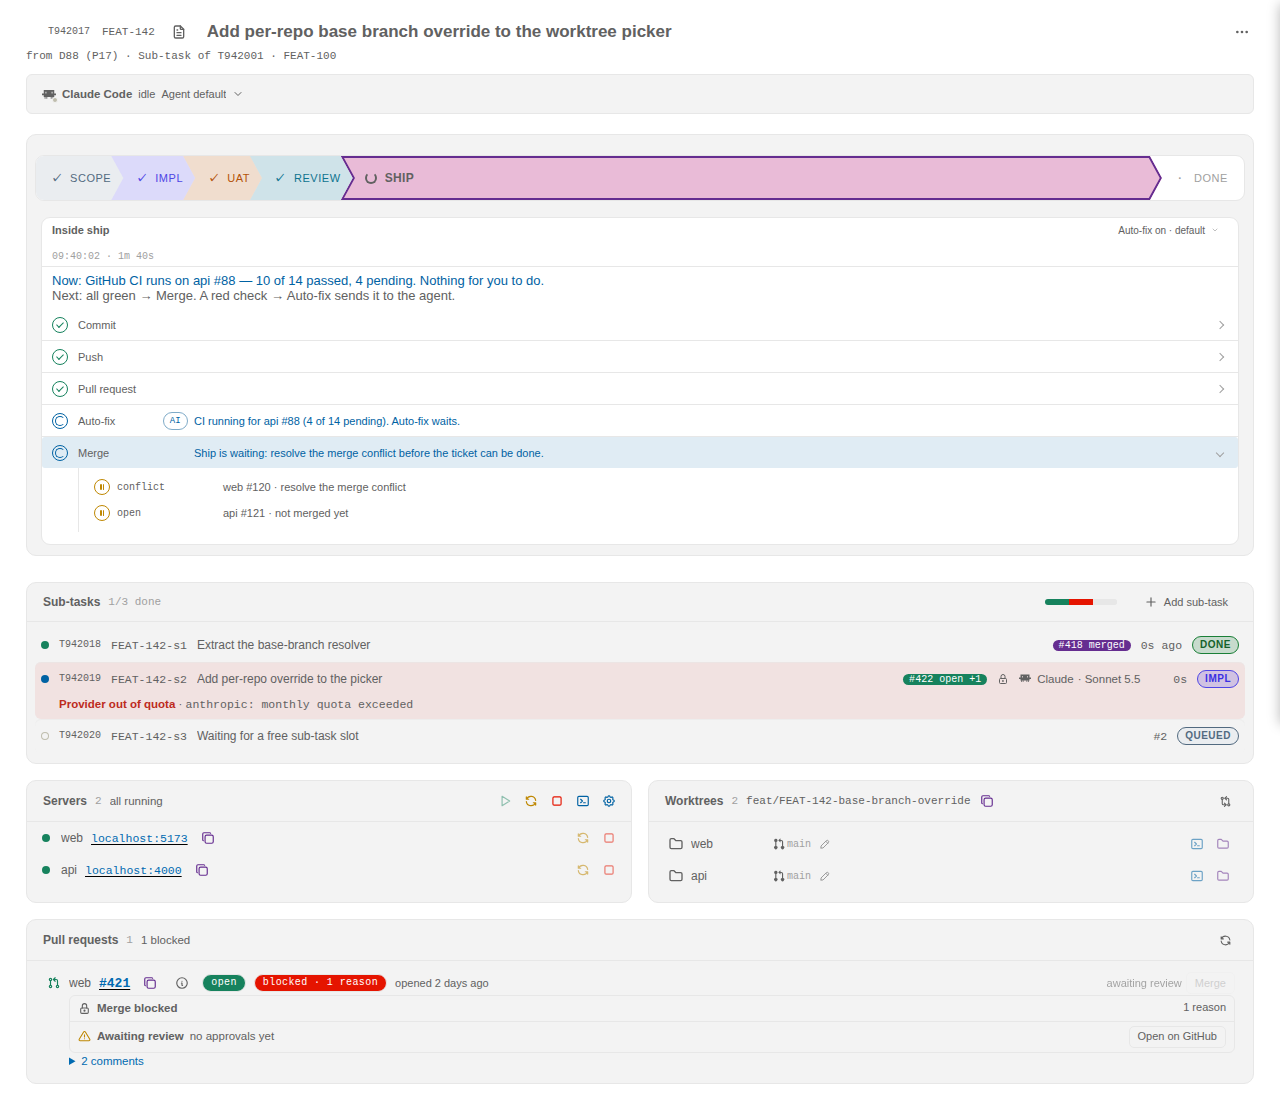 T942017 FEAT-142 Add per-repo base branch override to the worktree picker
from D88 (P17) · Sub-task of T942001 · FEAT-100
Claude Code idle Agent default
SCOPE IMPL UAT REVIEW SHIP DONE
Inside ship Auto-fix on · default
09:40:02 · 1m 40s
Now: GitHub CI runs on api #88 — 10 of 14 passed, 4 pending. Nothing for you to do.
Next: all green → Merge. A red check → Auto-fix sends it to the agent.
Commit
Push
Pull request
Auto-fix AI CI running for api #88 (4 of 14 pending). Auto-fix waits.
Merge Ship is waiting: resolve the merge conflict before the ticket can be done.
conflict web #120 · resolve the merge conflict
open api #121 · not merged yet
Sub-tasks 1/3 done Add sub-task
T942018 FEAT-142-s1 Extract the base-branch resolver #418 merged 0s ago DONE
T942019 FEAT-142-s2 Add per-repo override to the picker #422 open +1 Claude · Sonnet 5.5 0s IMPL
Provider out of quota · anthropic: monthly quota exceeded
T942020 FEAT-142-s3 Waiting for a free sub-task slot #2 QUEUED
Servers 2 all running
web localhost:5173
api localhost:4000
Worktrees 2 feat/FEAT-142-base-branch-override
web main
api main
Pull requests 1 1 blocked
web #421 open blocked · 1 reason opened 2 days ago awaiting review Merge
Merge blocked 1 reason
Awaiting review no approvals yet Open on GitHub
2 comments